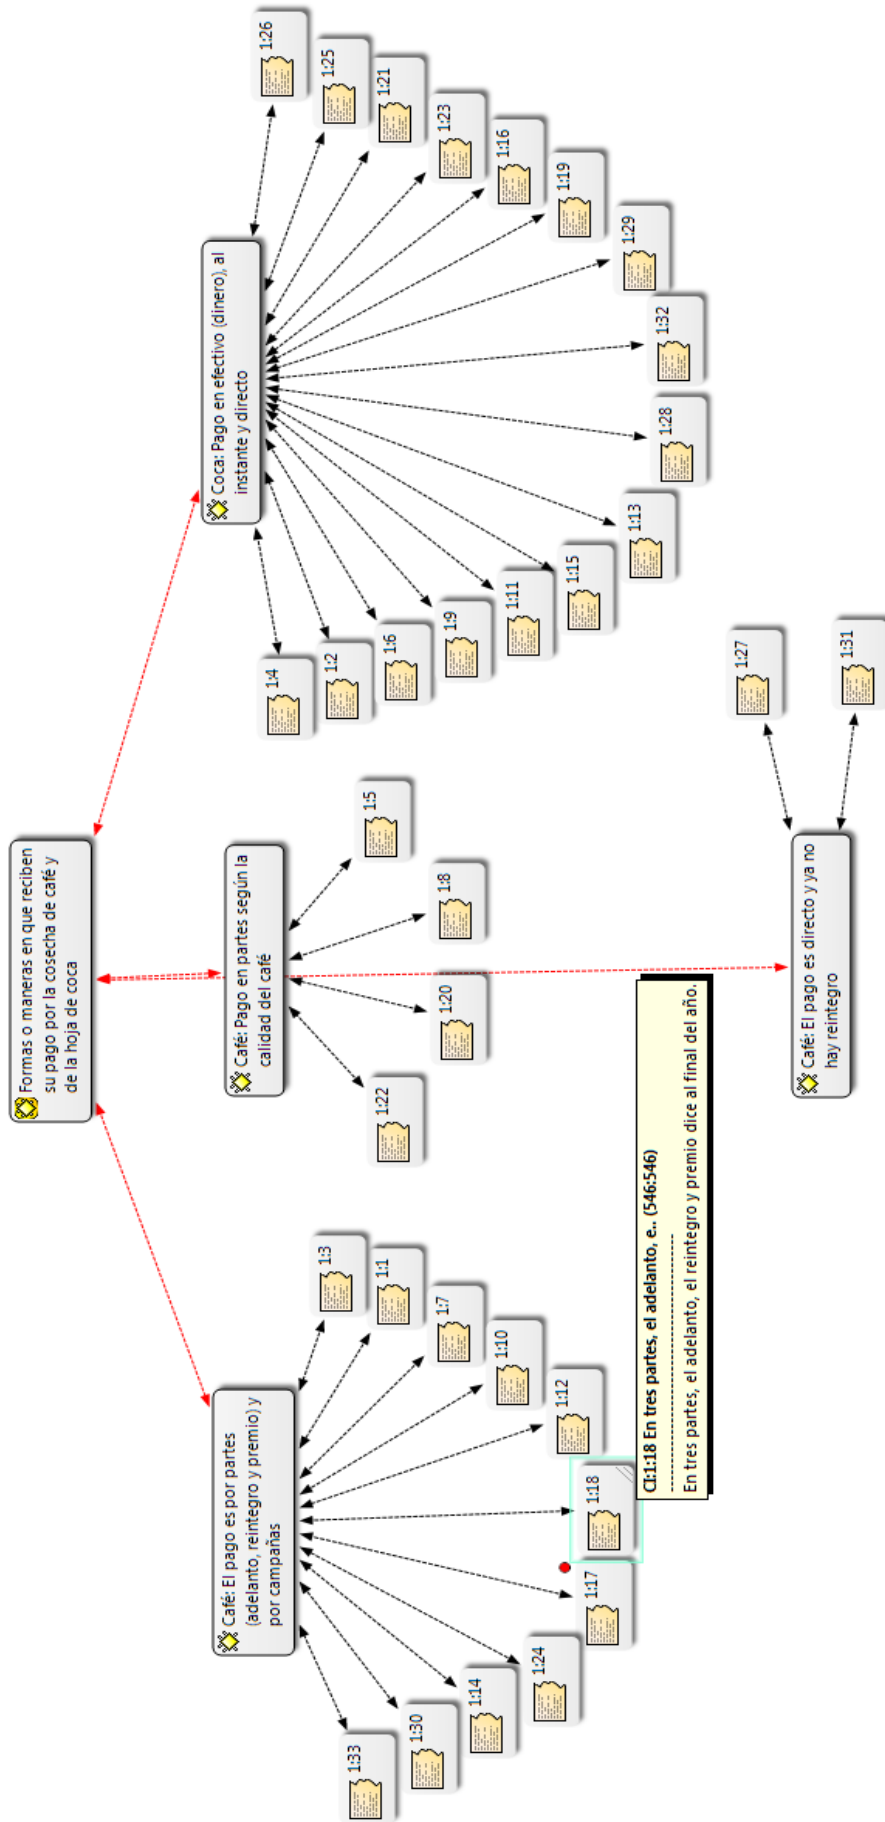 Formas o maneras en que reciben
su pago por la cosecha de café y
de la hoja de coca
Café: El pago es por partes
(adelanto, reintegro y premio) y
por campañas
1:33
1:30
1:14
1:24
1:17
1:18
1:12
1:10
1:7
1:1
1:3
CI:1:18 En tres partes, el adelanto, e.. (546:546)
--------------------------------------------
En tres partes, el adelanto, el reintegro y premio dice al final del año.
Café: Pago en partes según la
calidad del café
1:22
1:20
1:8
1:5
Café: El pago es directo y ya no
hay reintegro
1:27
1:31
Coca: Pago en efectivo (dinero), al
instante y directo
1:4
1:2
1:6
1:9
1:11
1:15
1:13
1:28
1:32
1:29
1:19
1:16
1:23
1:21
1:25
1:26